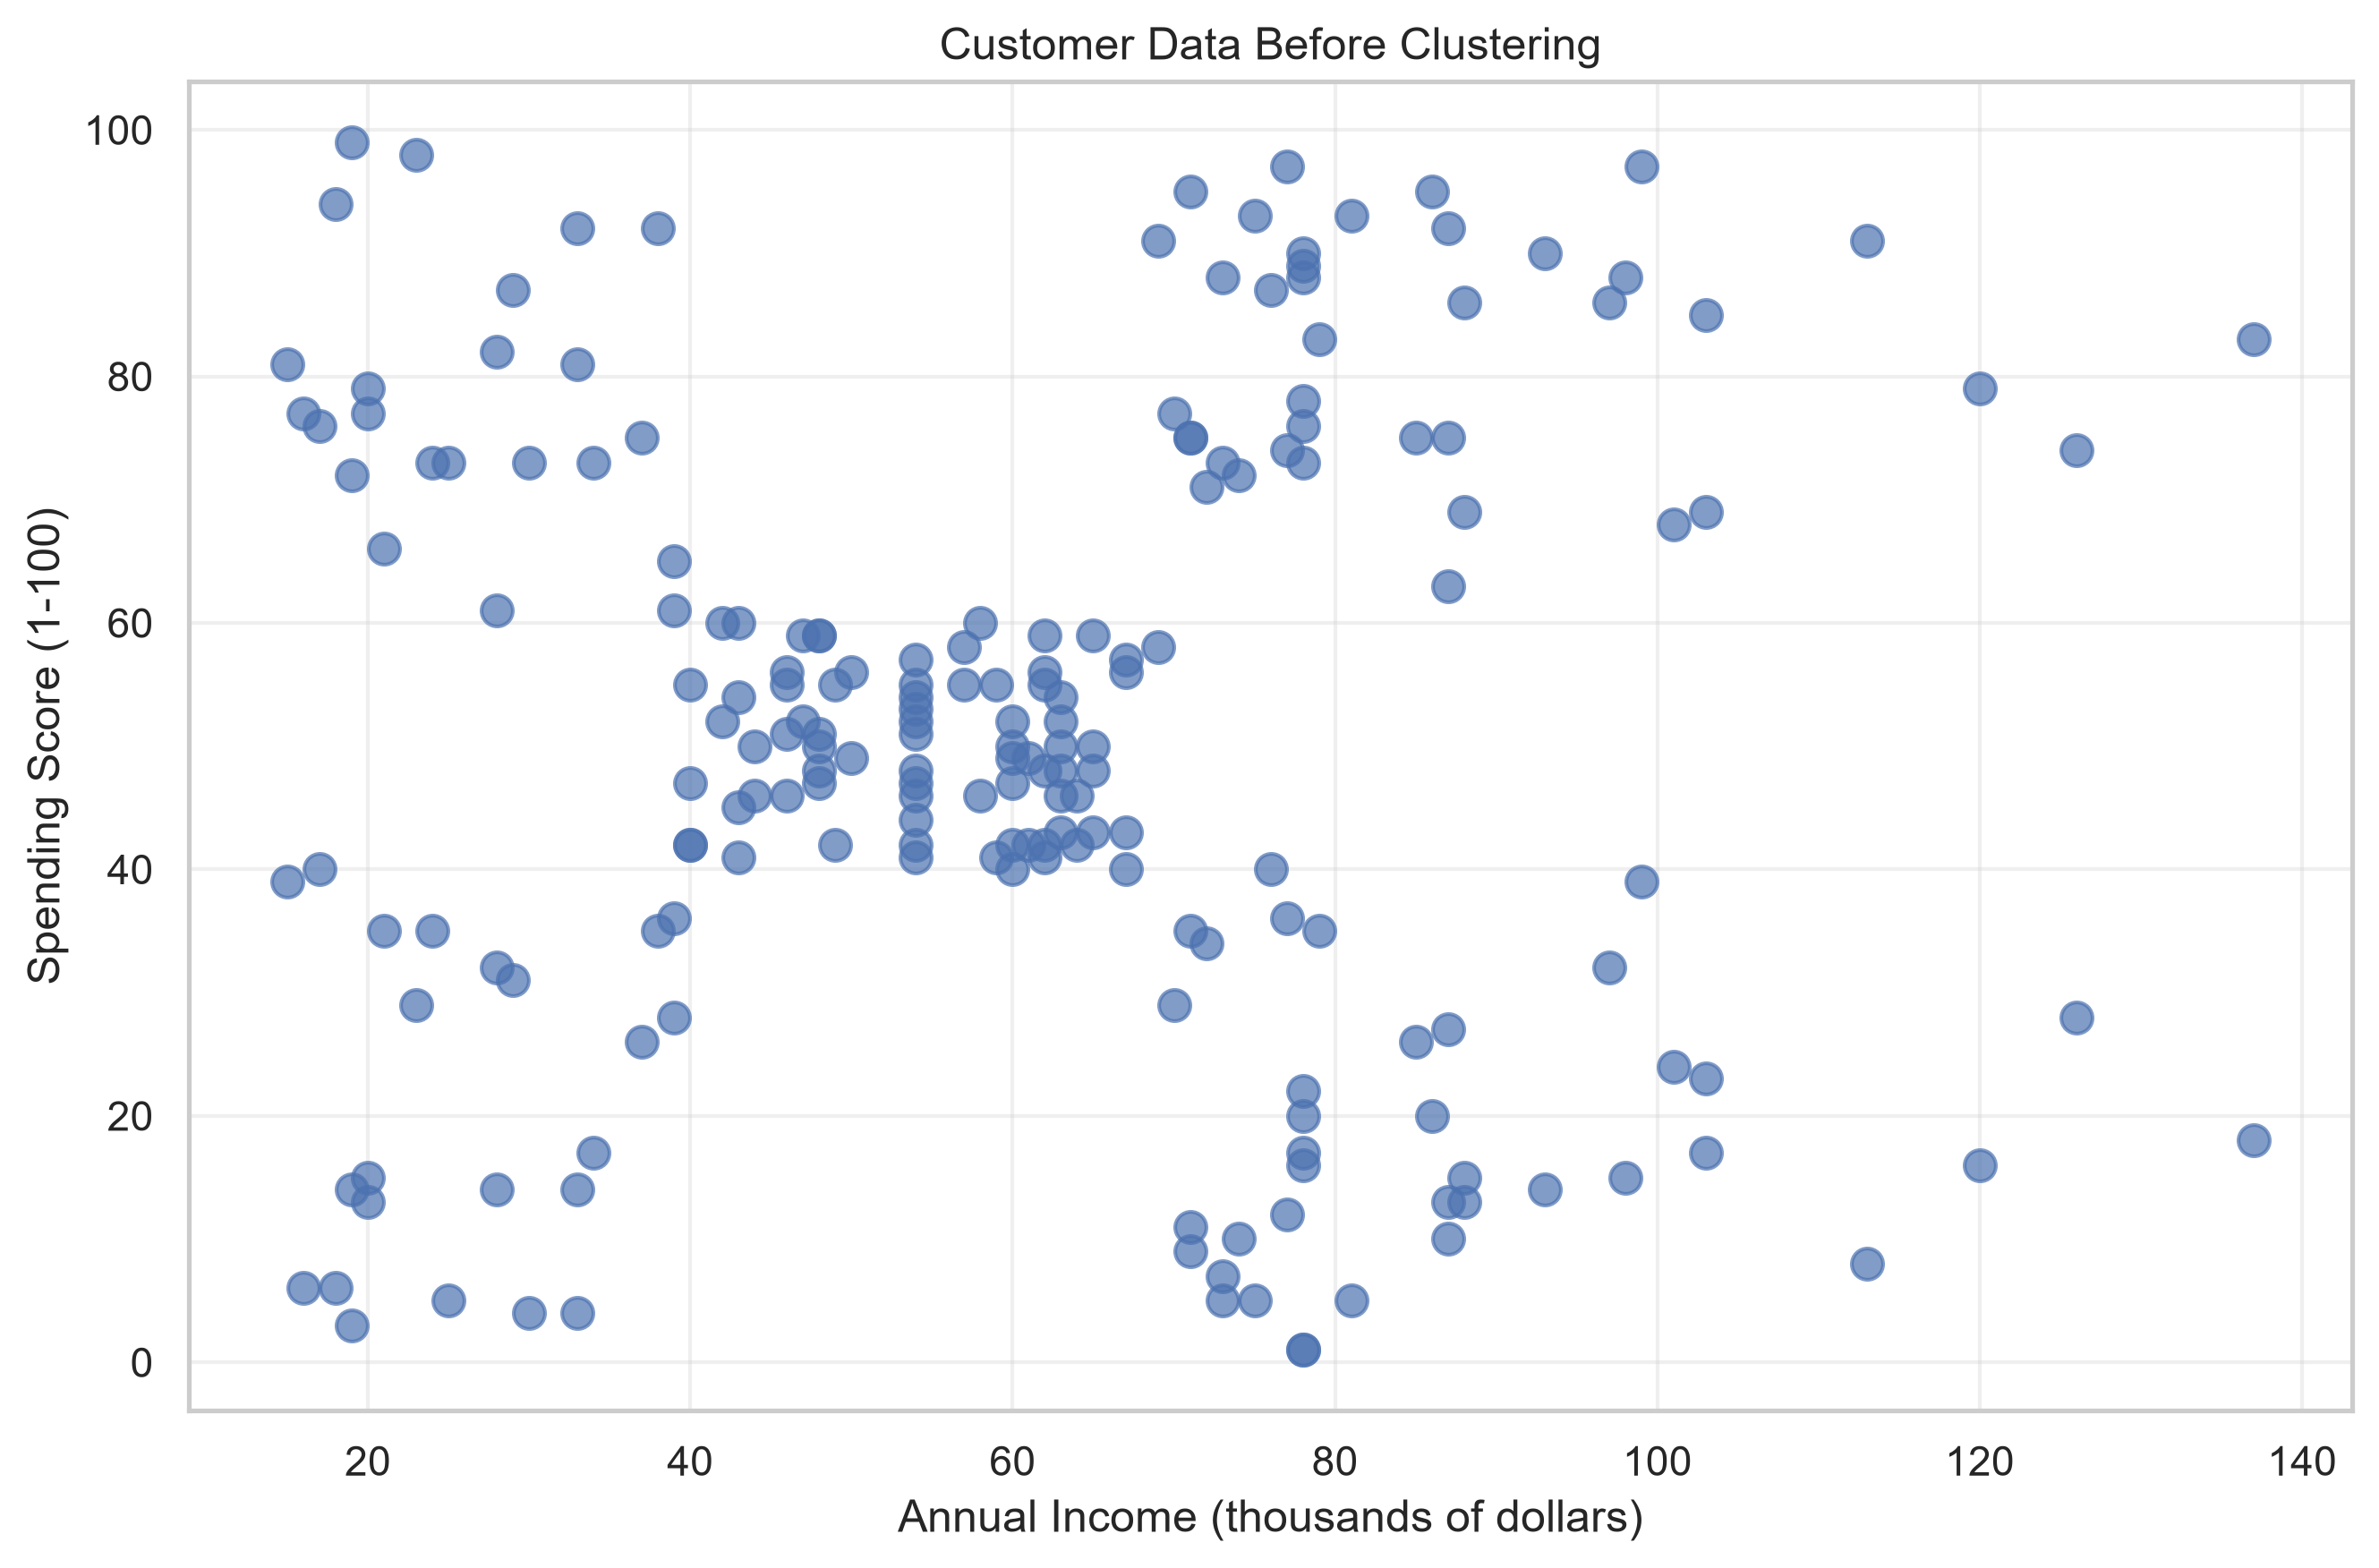 Customer Data Before Clustering
100
80
60
40
20
0
Spending Score (1-100)
20 40 60 80 100 120 140
Annual Income (thousands of dollars)